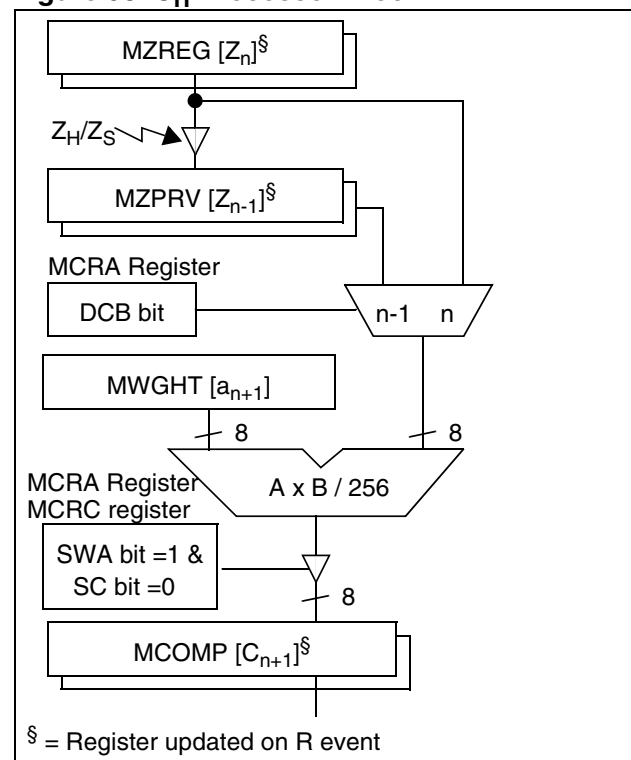 MZREG [Zn]§
ZH/ZS
MZPRV [Zn-1]§
MCRA Register
DCB bit
n-1 n
MWGHT [an+1]
8
8
MCRA Register
MCRC register
A x B / 256
SWA bit =1 &
SC bit =0
8
MCOMP [Cn+1]§
§ = Register updated on R event